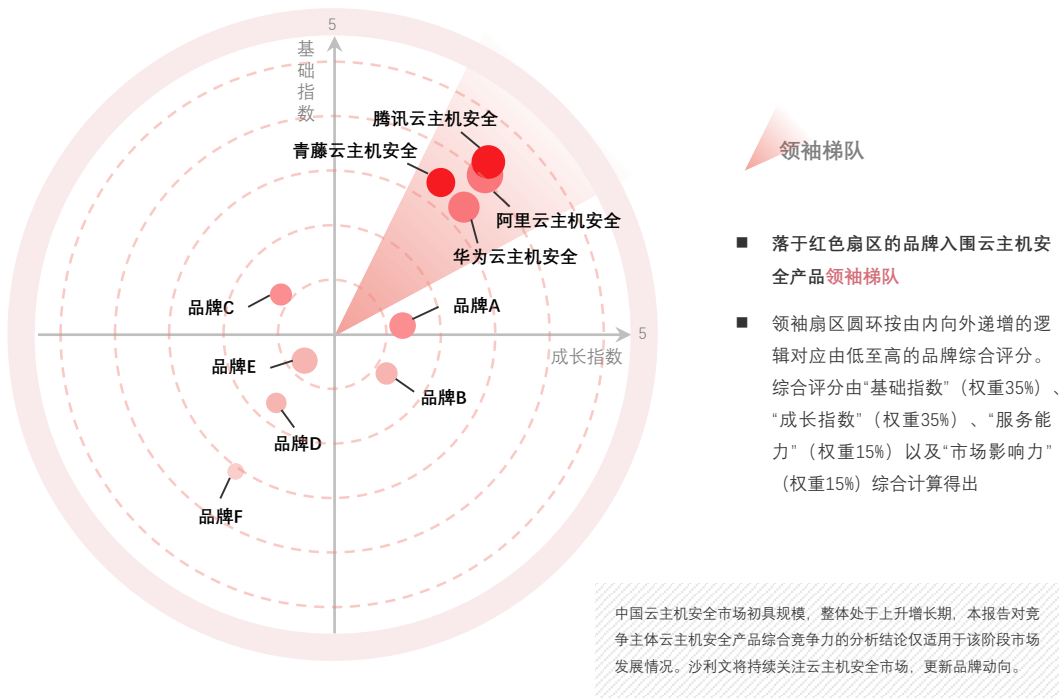 5
基础指数
腾讯云主机安全
青藤云主机安全
阿里云主机安全
华为云主机安全
品牌C
品牌A
5
成长指数
品牌E
品牌B
品牌D
品牌F
领袖梯队
■ 落于红色扇区的品牌入围云主机安
全产品领袖梯队
■ 领袖扇区圆环按由内向外递增的逻
辑对应由低至高的品牌综合评分。
综合评分由“基础指数”（权重35%）、
“成长指数”（权重35%）、“服务能
力”（权重15%）以及“市场影响力”
（权重15%）综合计算得出
中国云主机安全市场初具规模，整体处于上升增长期，本报告对竞
争主体云主机安全产品综合竞争力的分析结论仅适用于该阶段市场
发展情况。沙利文将持续关注云主机安全市场，更新品牌动向。